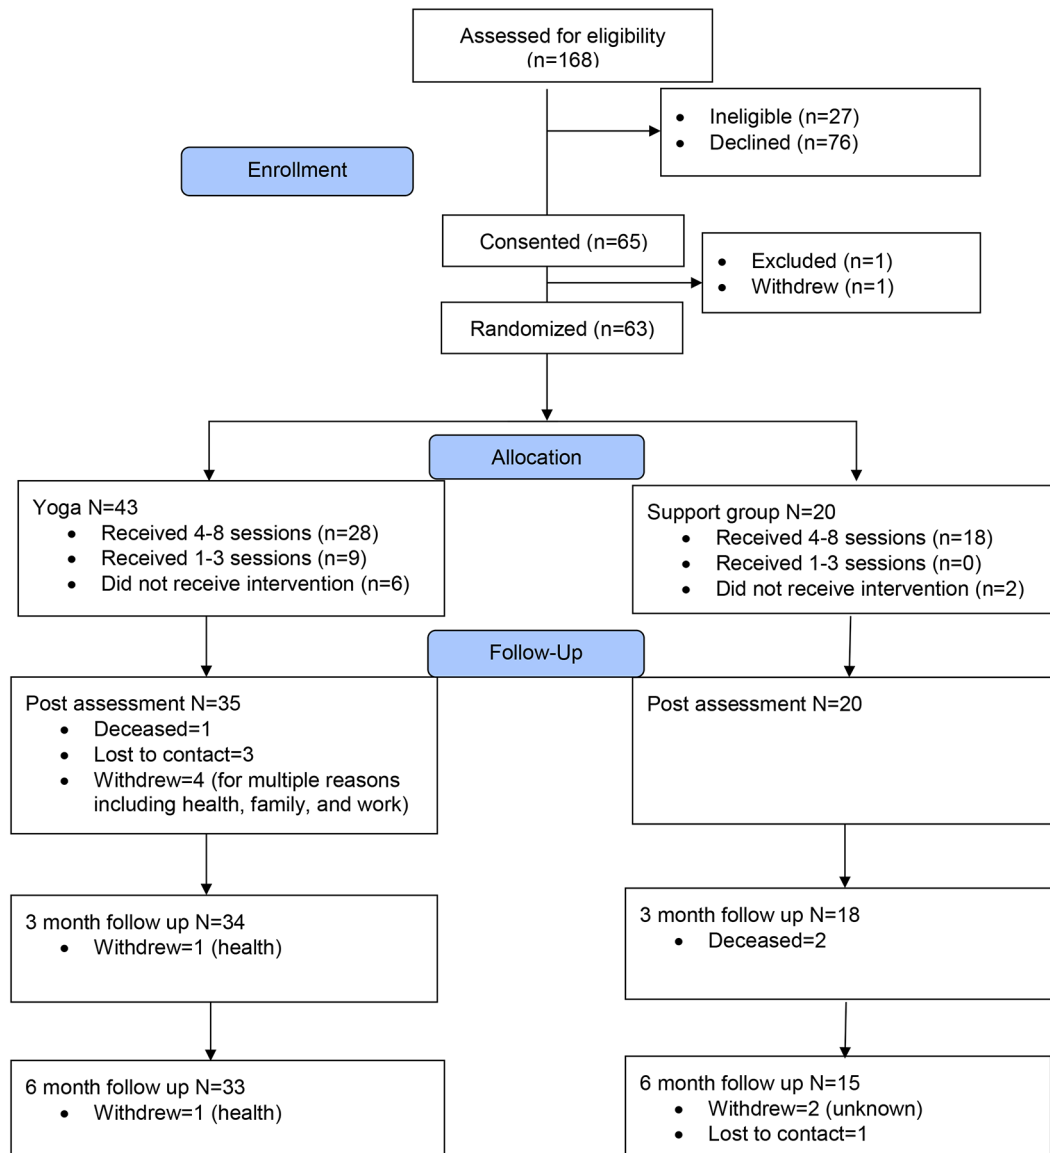 Assessed for eligibility
(n=168)
• Ineligible (n=27)
• Declined (n=76)
Enrollment
Consented (n=65)
• Excluded (n=1)
• Withdrew (n=1)
Randomized (n=63)
Allocation
Yoga N=43
• Received 4-8 sessions (n=28)
• Received 1-3 sessions (n=9)
• Did not receive intervention (n=6)
Support group N=20
• Received 4-8 sessions (n=18)
• Received 1-3 sessions (n=0)
• Did not receive intervention (n=2)
Follow-Up
Post assessment N=35
• Deceased=1
• Lost to contact=3
• Withdrew=4 (for multiple reasons
including health, family, and work)
Post assessment N=20
3 month follow up N=34
• Withdrew=1 (health)
3 month follow up N=18
• Deceased=2
6 month follow up N=33
• Withdrew=1 (health)
6 month follow up N=15
• Withdrew=2 (unknown)
• Lost to contact=1